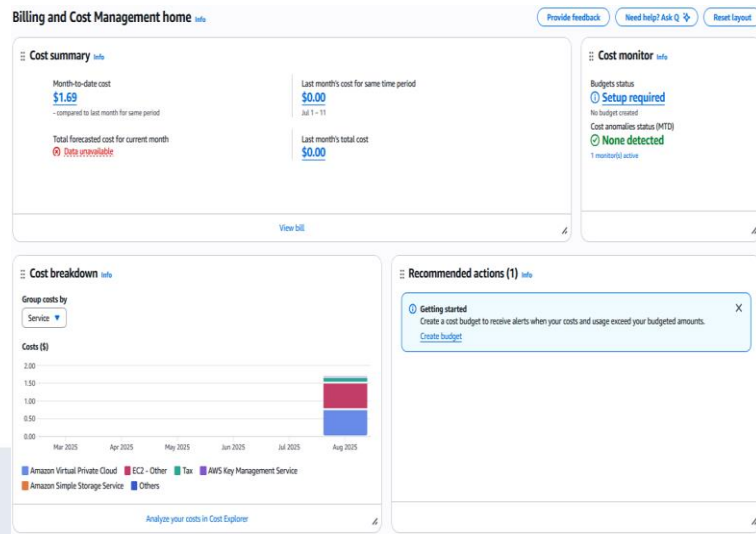 Billing and Cost Management home Info
Provide feedback
Need help? Ask Q
Reset layout
Cost summary Info
Month-to-date cost
$1.69
- compared to last month for same period
Last month's cost for same time period
$0.00
Jul 1 – 11
Total forecasted cost for current month
Data unavailable
Last month's total cost
$0.00
View bill
Cost monitor Info
Budgets status
Setup required
No budget created
Cost anomalies status (MTD)
None detected
1 monitor(s) active
Cost breakdown Info
Group costs by
Service
Costs ($)
2.00
1.50
1.00
0.50
0.00
Mar 2025 Apr 2025 May 2025 Jun 2025 Jul 2025 Aug 2025
Amazon Virtual Private Cloud EC2 - Other Tax AWS Key Management Service
Amazon Simple Storage Service Others
Analyze your costs in Cost Explorer
Recommended actions (1) Info
Getting started
Create a cost budget to receive alerts when your costs and usage exceed your budgeted amounts.
Create budget